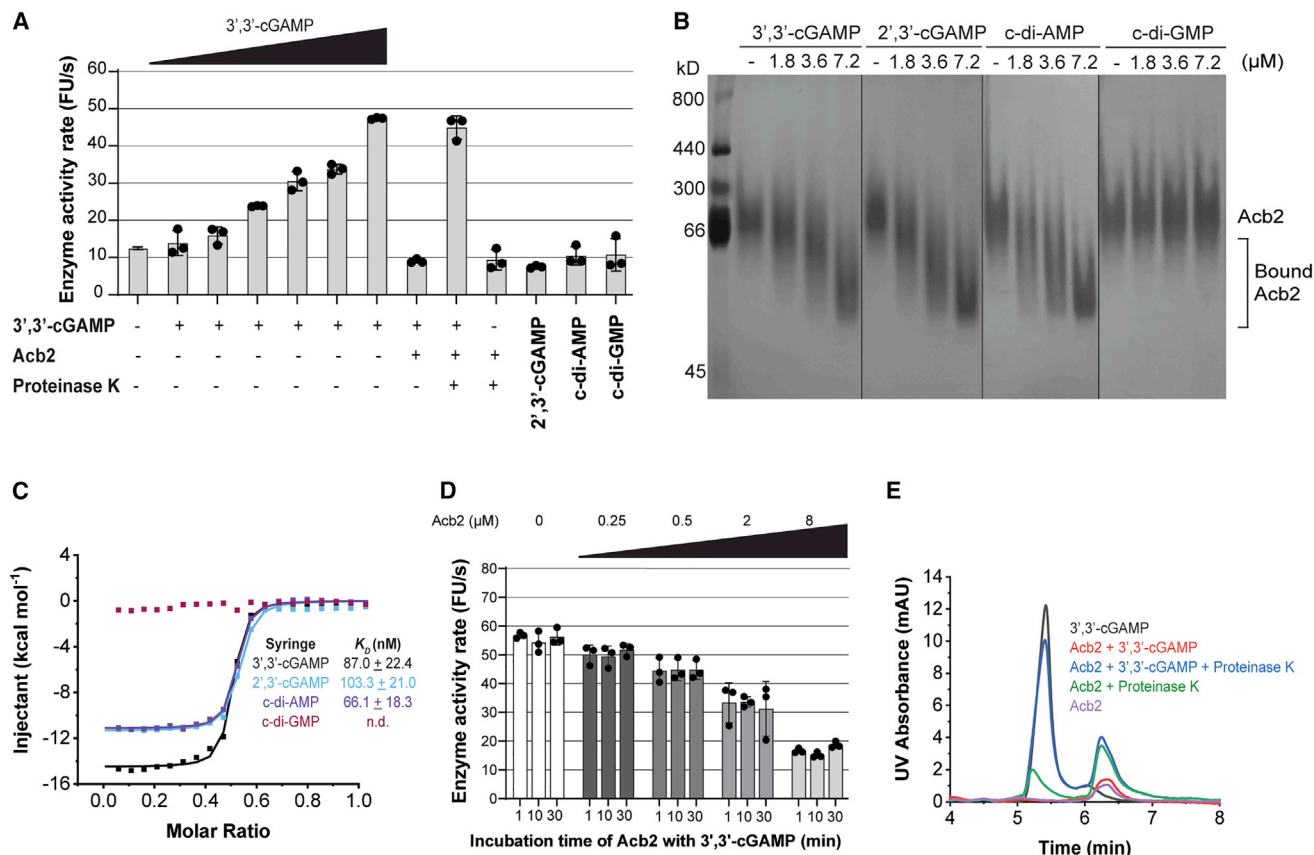 A
3',3'-cGAMP
Enzyme activity rate (FU/s)
60
50
40
30
20
10
0
3',3'-cGAMP - + + + + + + + + -
Acb2 - - - - - - - + + +
Proteinase K - - - - - - - - + +
2',3'-cGAMP
c-di-AMP
c-di-GMP
B
3',3'-cGAMP 2',3'-cGAMP c-di-AMP c-di-GMP
kD - 1.8 3.6 7.2 - 1.8 3.6 7.2 - 1.8 3.6 7.2 - 1.8 3.6 7.2 (μM)
800
440
300
66
45
Acb2
Bound
Acb2
C
Injectant (kcal mol⁻¹)
4
0
-4
-8
-12
-16
Syringe K_D (nM)
3',3'-cGAMP 87.0 ± 22.4
2',3'-cGAMP 103.3 ± 21.0
c-di-AMP 66.1 ± 18.3
c-di-GMP n.d.
0.0 0.2 0.4 0.6 0.8 1.0
Molar Ratio
D
Acb2 (μM) 0 0.25 0.5 2 8
Enzyme activity rate (FU/s)
80
70
60
50
40
30
20
10
0
1 10 30 1 10 30 1 10 30 1 10 30 1 10 30
Incubation time of Acb2 with 3',3'-cGAMP (min)
E
UV Absorbance (mAU)
14
12
10
8
6
4
2
0
3',3'-cGAMP
Acb2 + 3',3'-cGAMP
Acb2 + 3',3'-cGAMP + Proteinase K
Acb2 + Proteinase K
Acb2
4 5 6 7 8
Time (min)